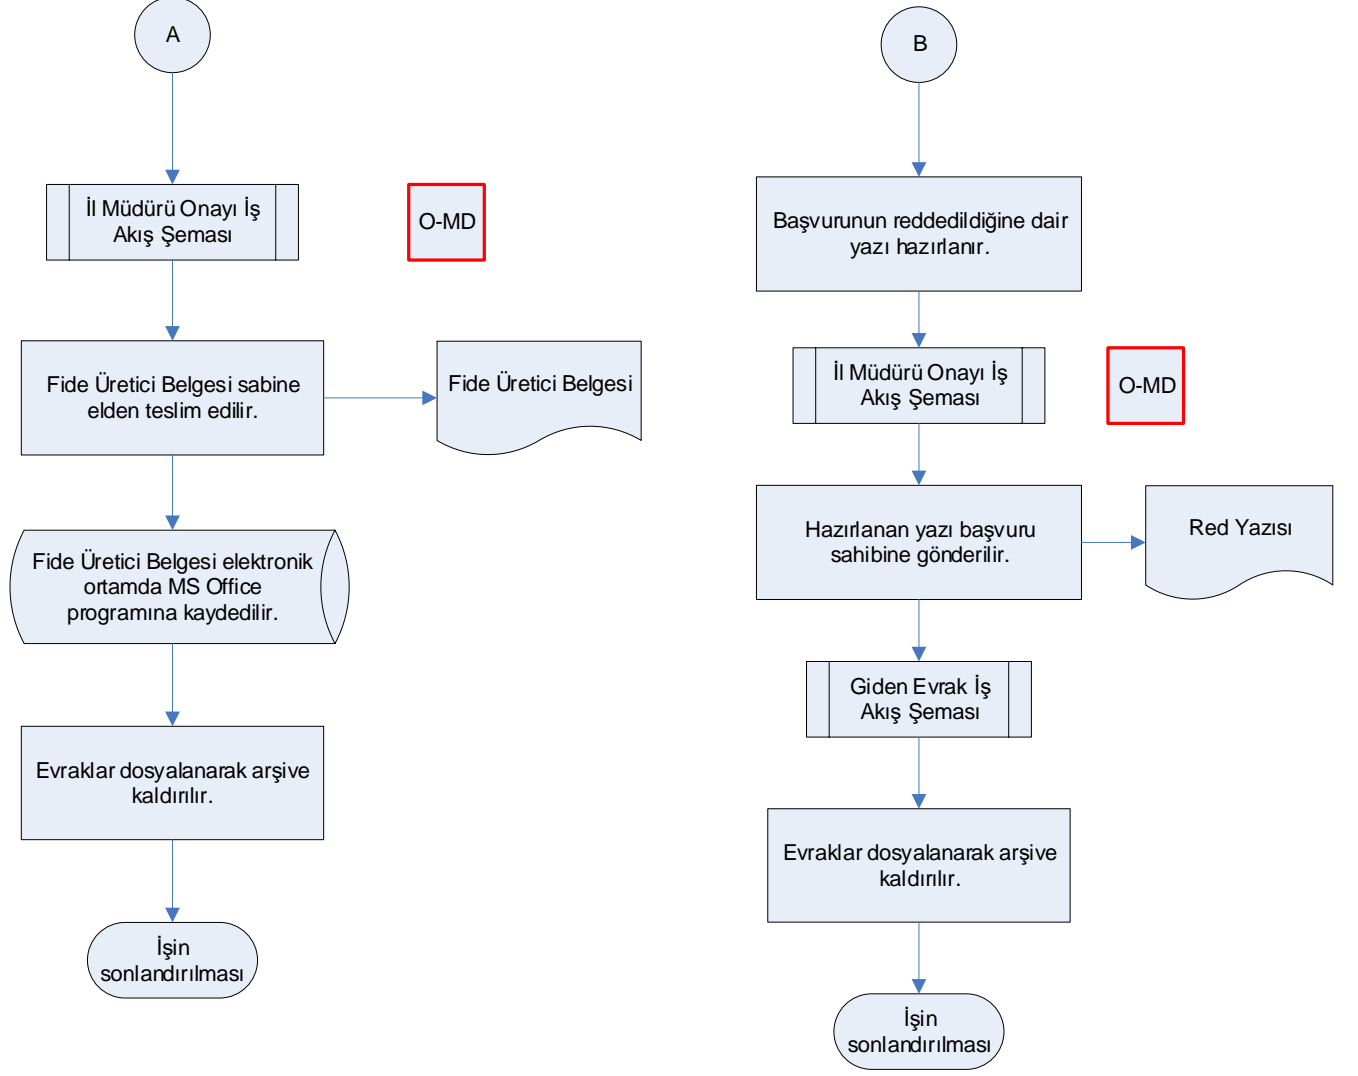 A
İl Müdürü Onayı İş
Akış Şeması
O-MD
Fide Üretici Belgesi sabine
elden teslim edilir.
Fide Üretici Belgesi
Fide Üretici Belgesi elektronik
ortamda MS Office
programına kaydedilir.
Evraklar dosyalanarak arşive
kaldırılır.
İşin
sonlandırılması
B
Başvurunun reddedildiğine dair
yazı hazırlanır.
İl Müdürü Onayı İş
Akış Şeması
O-MD
Hazırlanan yazı başvuru
sahibine gönderilir.
Red Yazısı
Giden Evrak İş
Akış Şeması
Evraklar dosyalanarak arşive
kaldırılır.
İşin
sonlandırılması